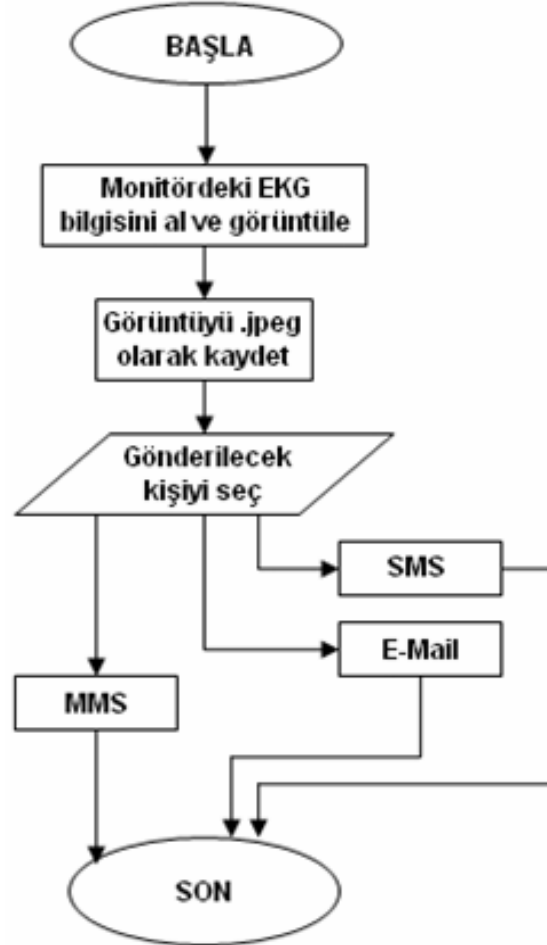 BAŞLA
Monitördeki EKG
bilgisini al ve görüntüle
Görüntüyü .jpeg
olarak kaydet
Gönderilecek
kişiyi seç
SMS
E-Mail
MMS
SON